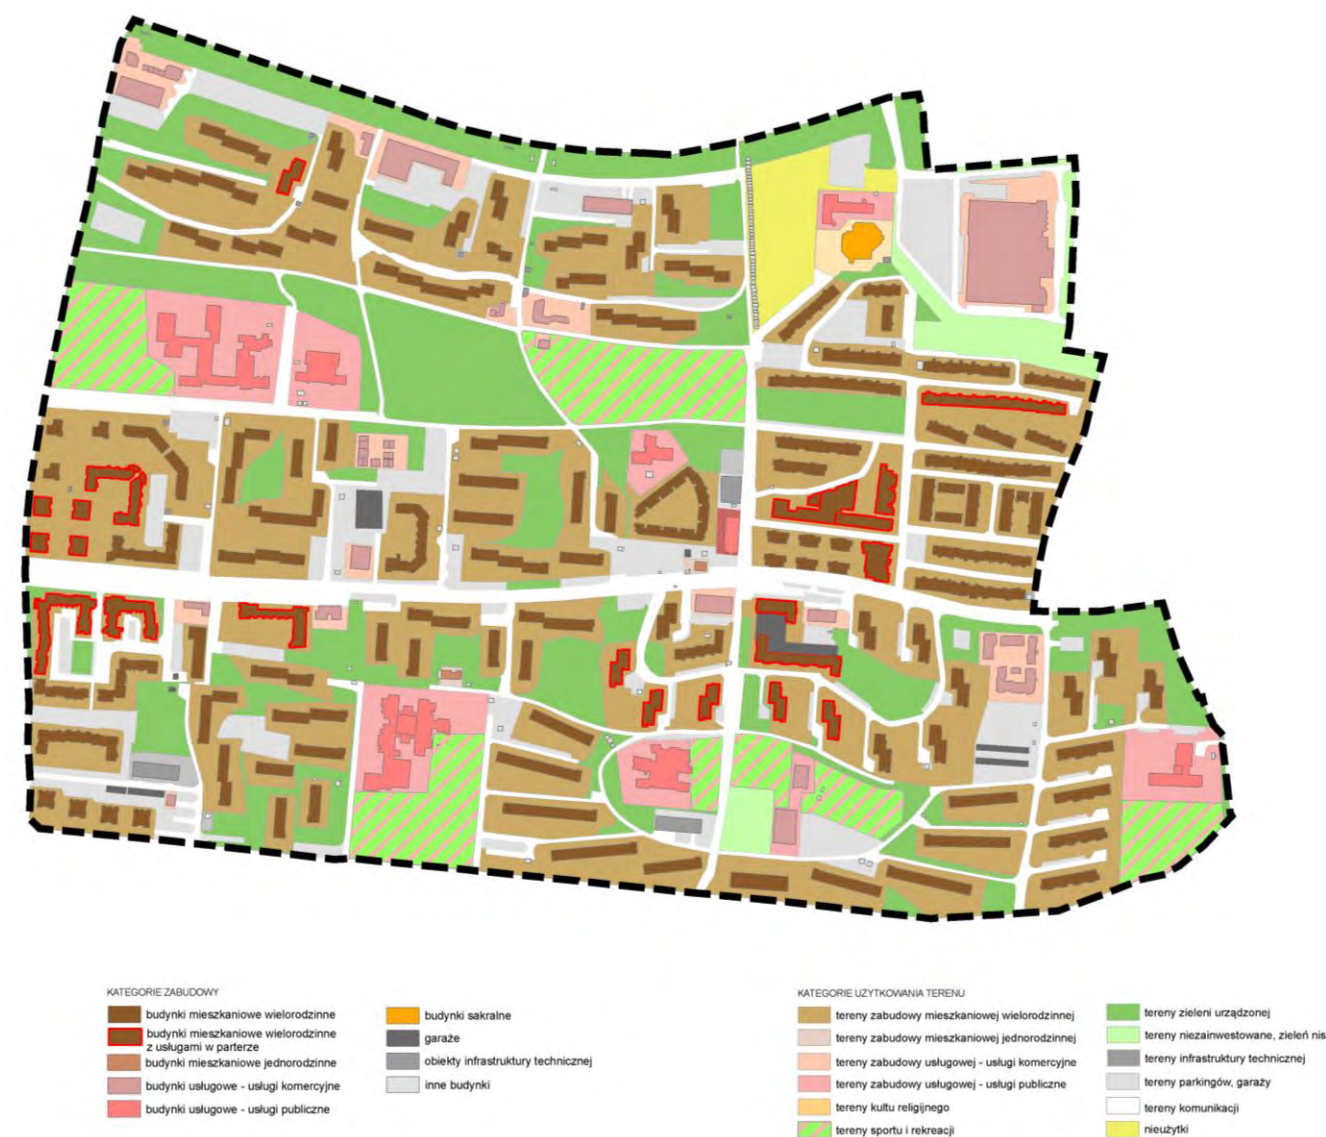 KATEGORIE ZABUDOWY
budynki mieszkaniowe wielorodzinne
budynki mieszkaniowe wielorodzinne
z usługami w parterze
budynki mieszkaniowe jednorodzinne
budynki usługowe - usługi komercyjne
budynki usługowe - usługi publiczne
budynki sakralne
garaże
obiekty infrastruktury technicznej
inne budynki
KATEGORIE UŻYTKOWANIA TERENU
tereny zabudowy mieszkaniowej wielorodzinnej
tereny zabudowy mieszkaniowej jednorodzinnej
tereny zabudowy usługowej - usługi komercyjne
tereny zabudowy usługowej - usługi publiczne
tereny kultu religijnego
tereny sportu i rekreacji
tereny zieleni urządzonej
tereny niezainwestowane, zieleń nis
tereny infrastruktury technicznej
tereny parkingów, garaży
tereny komunikacji
nieużytki